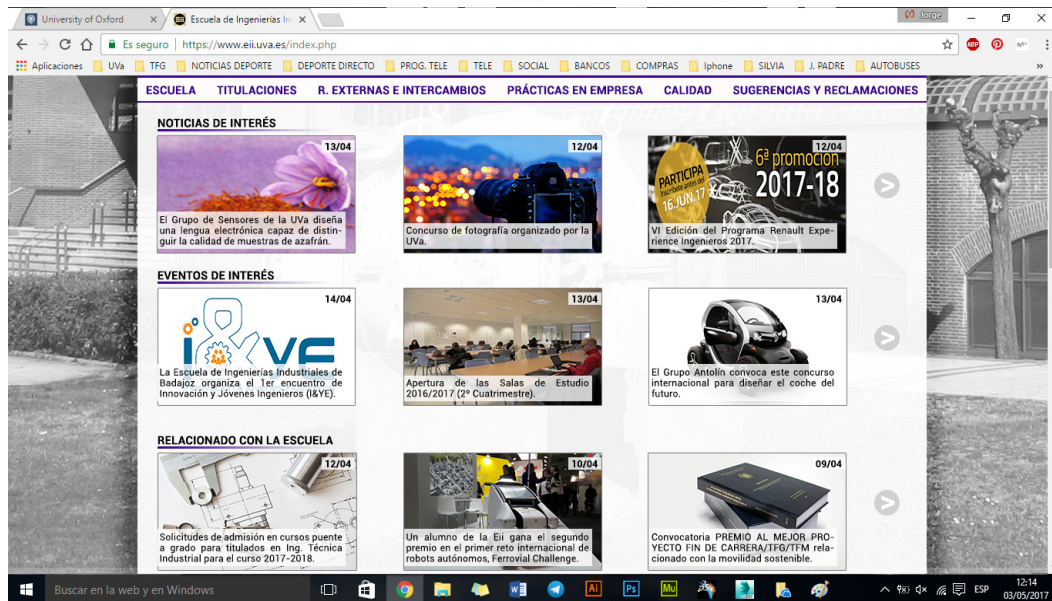 University of Oxford
Escuela de Ingenierías In
Jorge
Es seguro
https://www.eii.uva.es/index.php
ABP
Aplicaciones
UVa
TFG
NOTICIAS DEPORTE
DEPORTE DIRECTO
PROG. TELE
TELE
SOCIAL
BANCOS
COMPRAS
Iphone
SILVIA
J. PADRE
AUTOBUSES
ESCUELA
TITULACIONES
R. EXTERNAS E INTERCAMBIOS
PRÁCTICAS EN EMPRESA
CALIDAD
SUGERENCIAS Y RECLAMACIONES
NOTICIAS DE INTERÉS
13/04
El Grupo de Sensores de la UVa diseña
una lengua electrónica capaz de distin-
guir la calidad de muestras de azafrán.
12/04
Concurso de fotografía organizado por la
UVa.
12/04
6ª promoción
2017-18
PARTICIPA
Inscríbete antes del
16.JUN.17
VI Edición del Programa Renault Expe-
rience Ingenieros 2017.
EVENTOS DE INTERÉS
14/04
i&YE
La Escuela de Ingenierías Industriales de
Badajoz organiza el 1er encuentro de
Innovación y Jóvenes Ingenieros (I&YE).
13/04
Apertura de las Salas de Estudio
2016/2017 (2º Cuatrimestre).
13/04
El Grupo Antolín convoca este concurso
internacional para diseñar el coche del
futuro.
RELACIONADO CON LA ESCUELA
12/04
Solicitudes de admisión en cursos puente
a grado para titulados en Ing. Técnica
Industrial para el curso 2017-2018.
10/04
Un alumno de la Eii gana el segundo
premio en el primer reto internacional de
robots autónomos, Ferrovial Challenge.
09/04
Convocatoria PREMIO AL MEJOR PRO-
YECTO FIN DE CARRERA/TFG/TFM rela-
cionado con la movilidad sostenible.
Buscar en la web y en Windows
Ai
Ps
Mu
ESP
12:14
03/05/2017